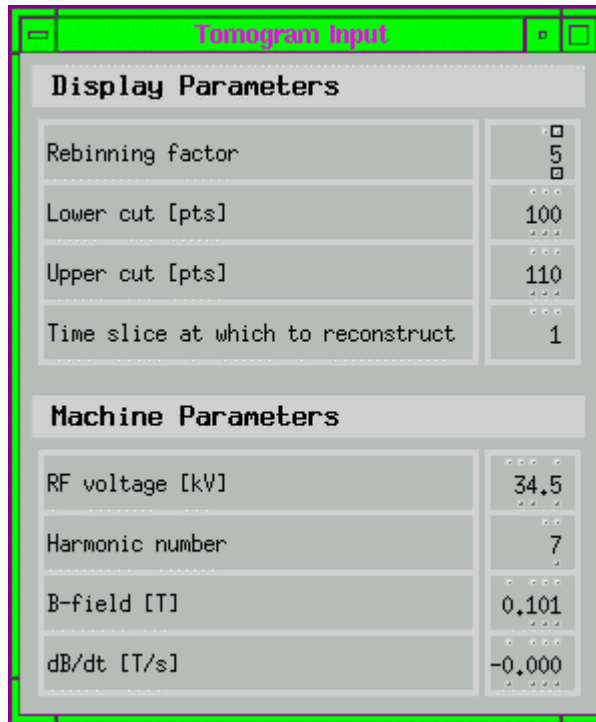 Tomogram Input
Display Parameters
Rebinning factor 5
Lower cut [pts] 100
Upper cut [pts] 110
Time slice at which to reconstruct 1
Machine Parameters
RF voltage [kV] 34.5
Harmonic number 7
B-field [T] 0.101
dB/dt [T/s] -0.000